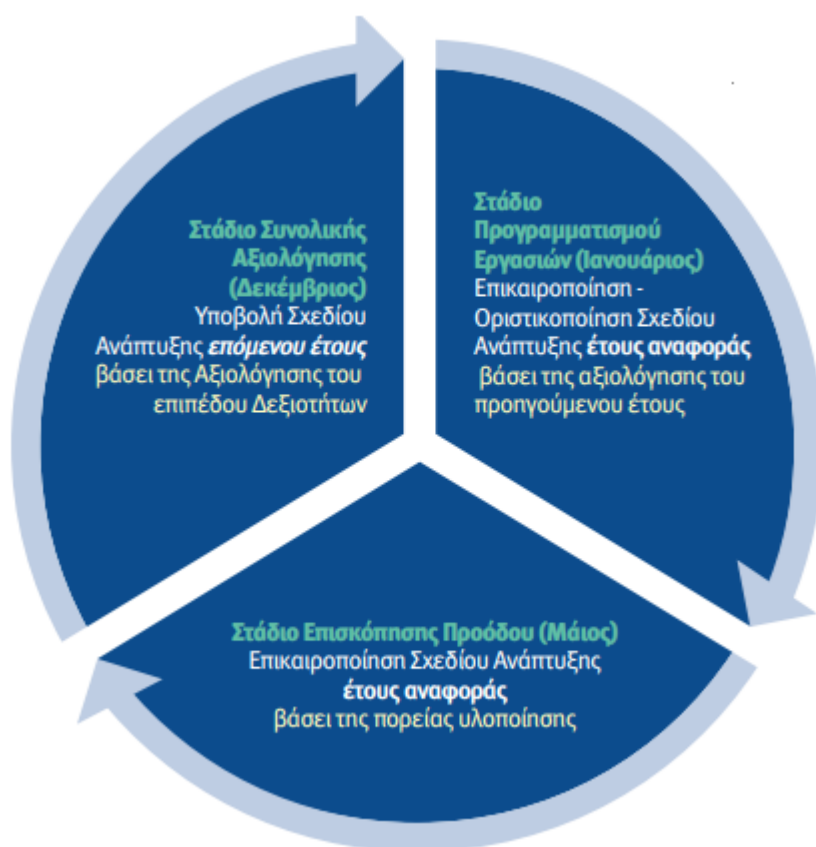 Στάδιο Συνολικής
Αξιολόγησης
(Δεκέμβριος)
Υποβολή Σχεδίου
Ανάπτυξης επόμενου έτους
βάσει της Αξιολόγησης του
επιπέδου Δεξιοτήτων
Στάδιο
Προγραμματισμού
Εργασιών (Ιανουάριος)
Επικαιροποίηση -
Οριστικοποίηση Σχεδίου
Ανάπτυξης έτους αναφοράς
βάσει της αξιολόγησης του
προηγούμενου έτους
Στάδιο Επισκόπησης Προόδου (Μάιος)
Επικαιροποίηση Σχεδίου Ανάπτυξης
έτους αναφοράς
βάσει της πορείας υλοποίησης